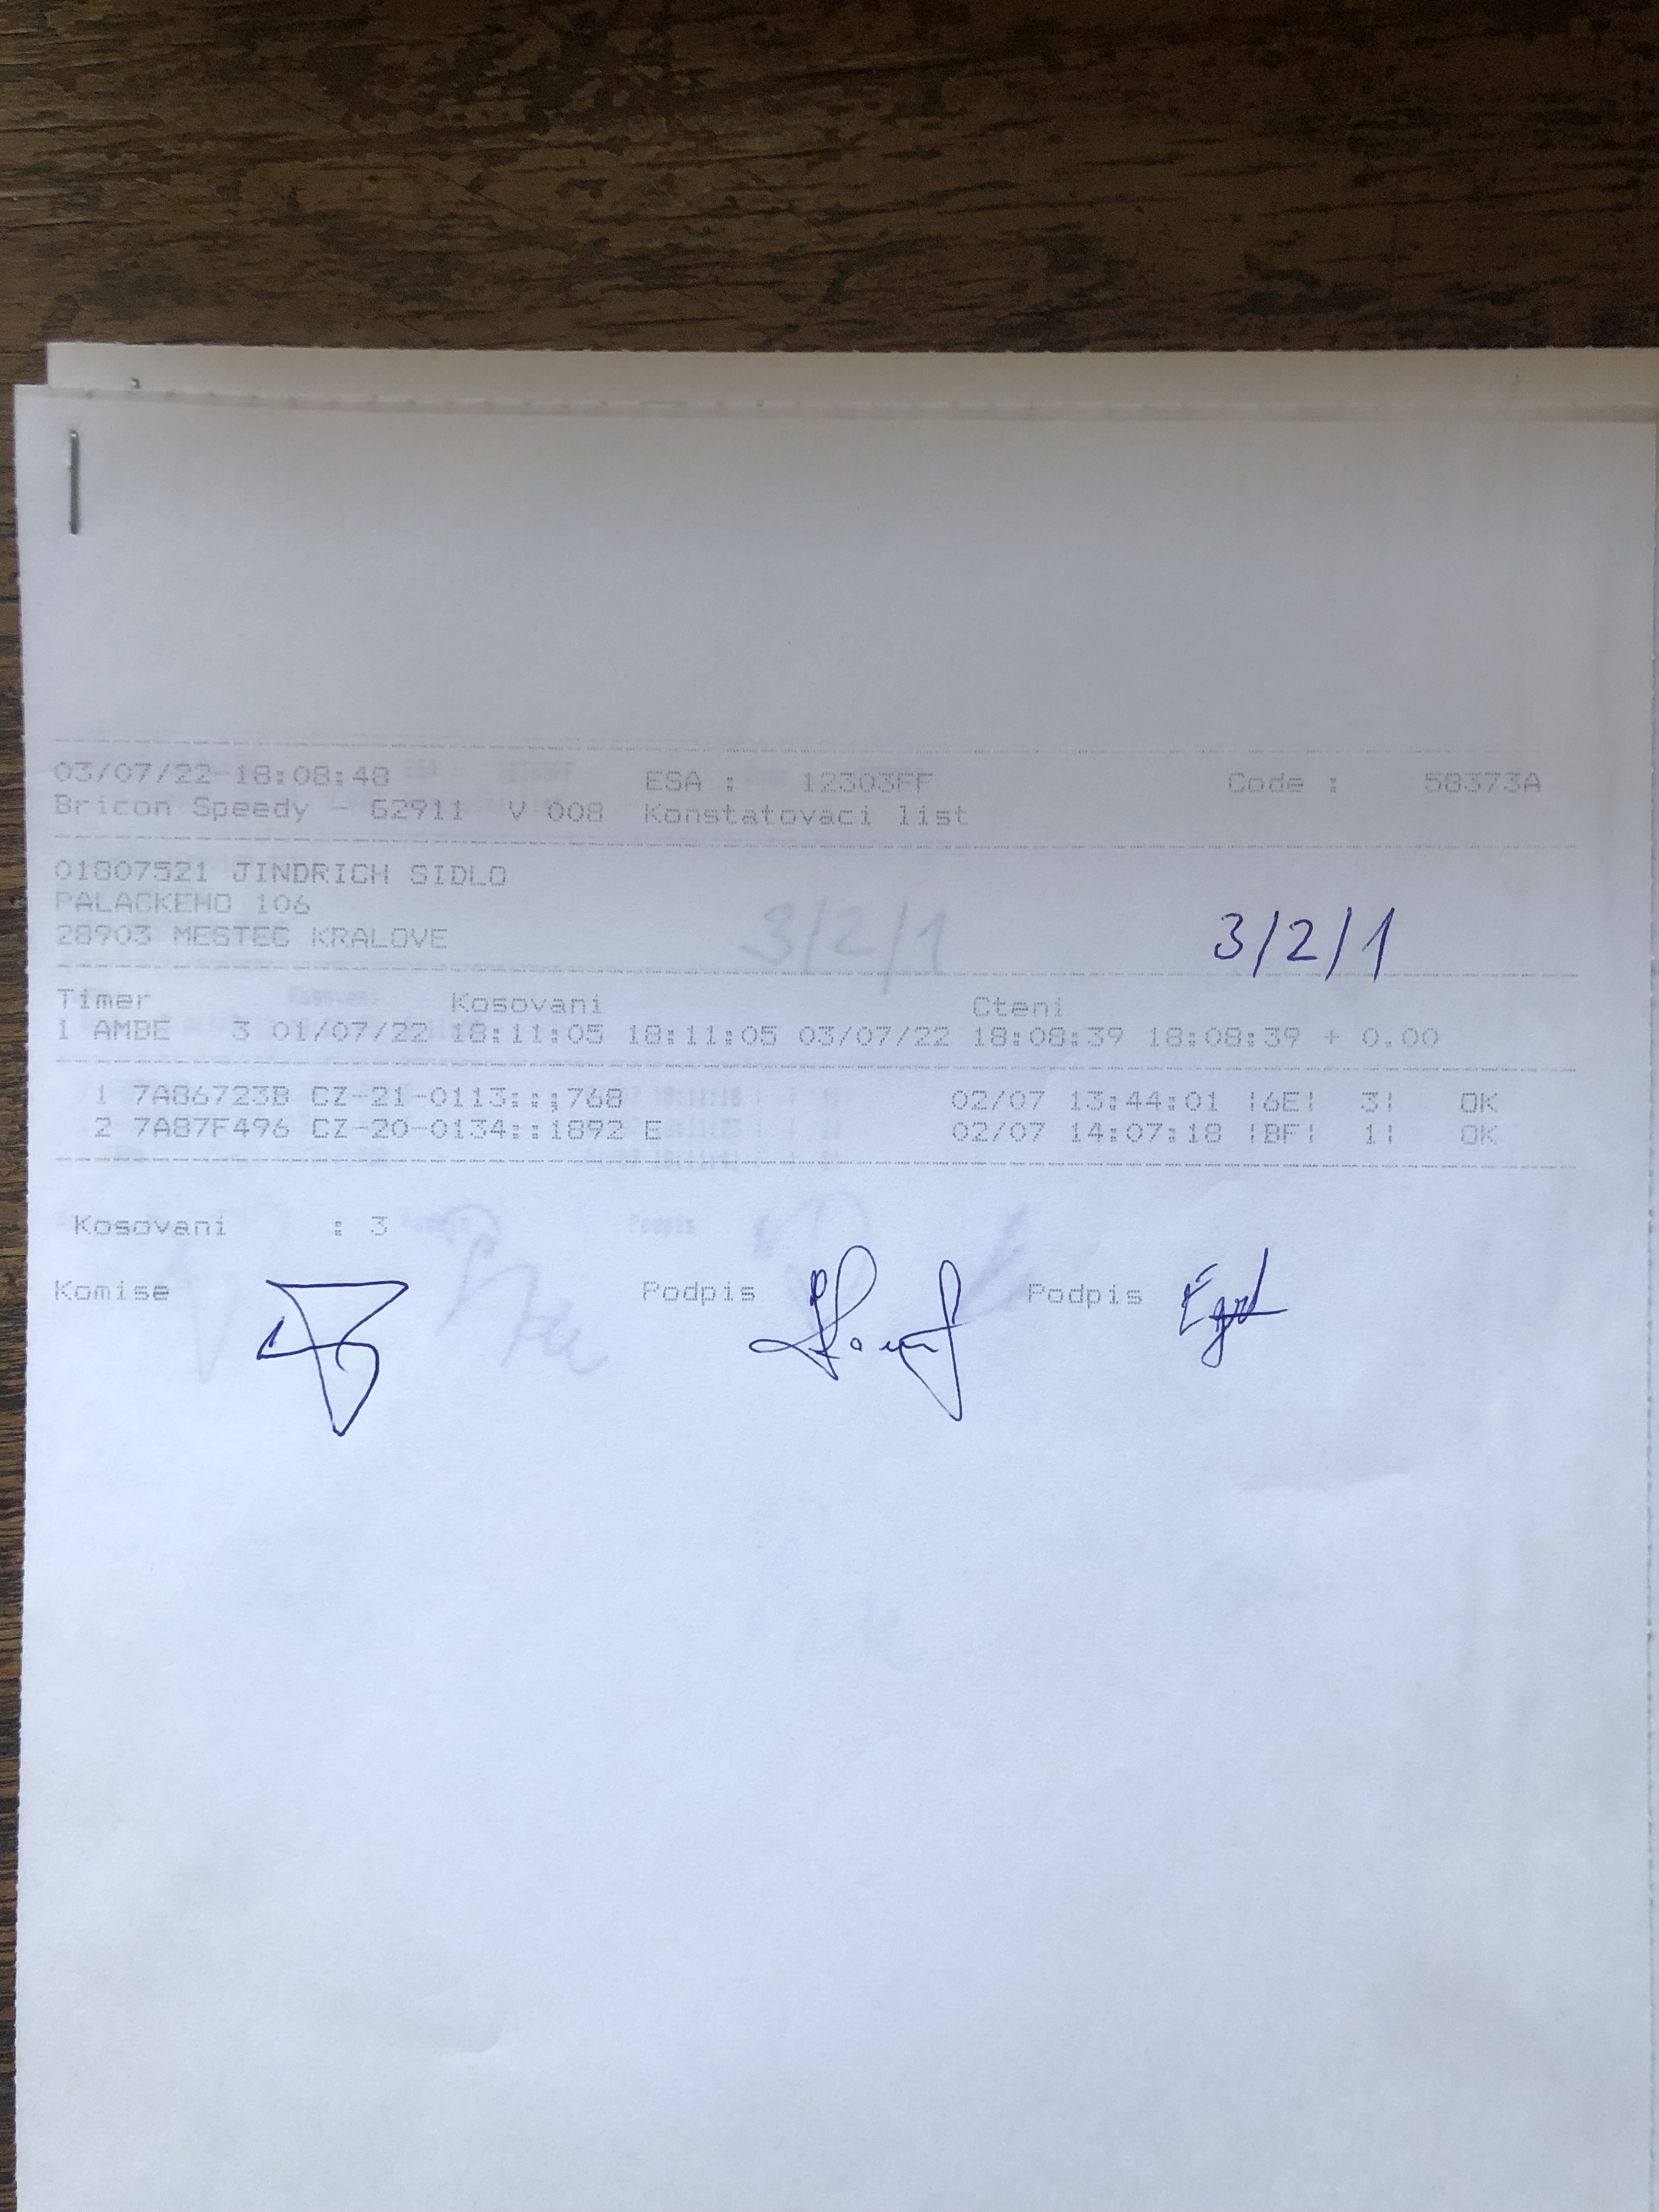 03/07/22-18:08:48 ESA : 12303FF Code : 58373A
Bricon Speedy - 62911 V 008 Konstatovaci list
01807521 JINDRICH SIDLO
PALACKEHO 106
28903 MESTEC KRALOVE 3/2/1
Timer Kosovani Cteni
1 AMBE 3 01/07/22 18:11:05 18:11:05 03/07/22 18:08:39 18:08:39 + 0.00
1 7A86723B CZ-21-0113:::768 02/07 13:44:01 |6E| 3| OK
2 7A87F496 CZ-20-0134::1892 E 02/07 14:07:18 |BF| 1| OK
Kosovani : 3
Komise Podpis Podpis